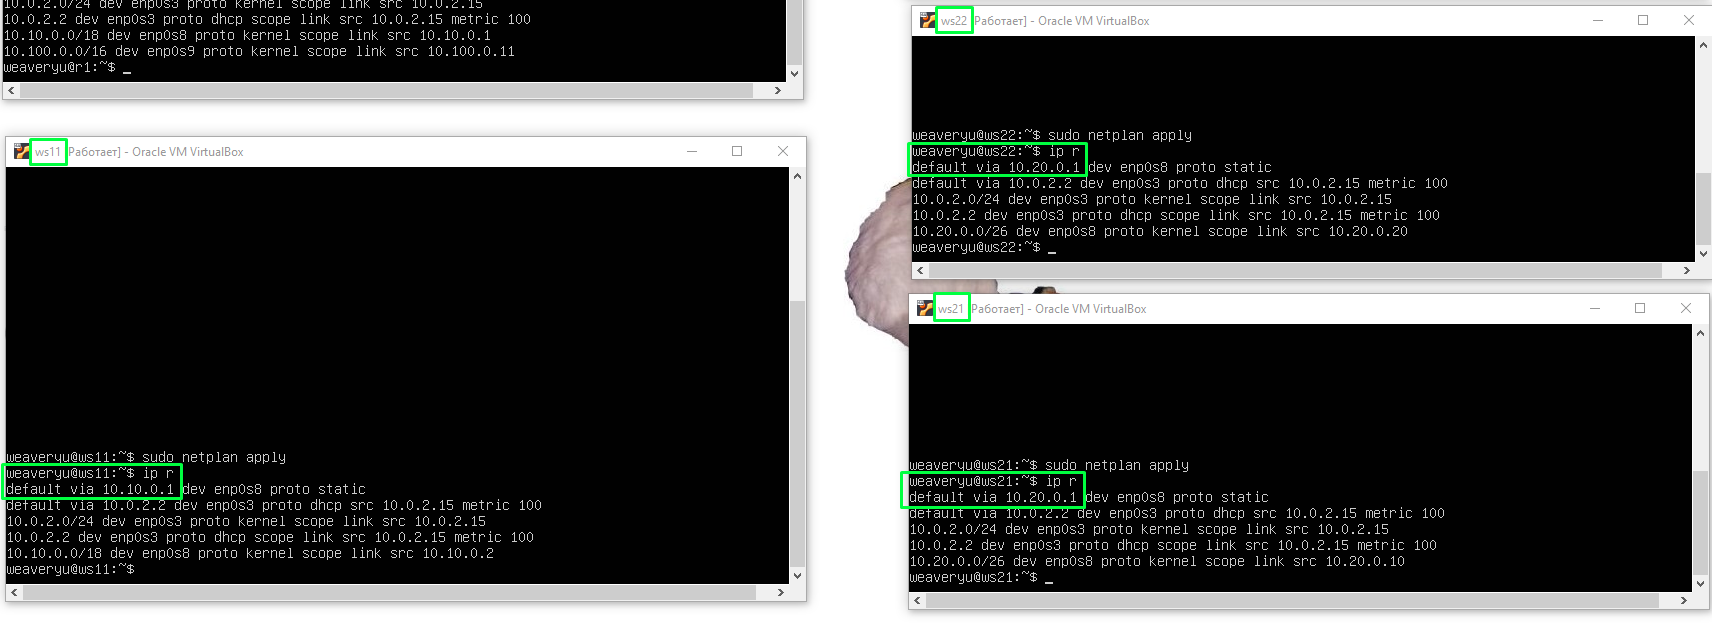 10.0.2.0/24 dev enp0s3 proto kernel scope link src 10.0.2.15
10.0.2.2 dev enp0s3 proto dhcp scope link src 10.0.2.15 metric 100
10.10.0.0/18 dev enp0s8 proto kernel scope link src 10.10.0.1
10.100.0.0/16 dev enp0s9 proto kernel scope link src 10.100.0.11
weaveryu@r1:~$ _
ws11 [Работает] - Oracle VM VirtualBox
weaveryu@ws11:~$ sudo netplan apply
weaveryu@ws11:~$ ip r
default via 10.10.0.1 dev enp0s8 proto static
default via 10.0.2.2 dev enp0s3 proto dhcp src 10.0.2.15 metric 100
10.0.2.0/24 dev enp0s3 proto kernel scope link src 10.0.2.15
10.0.2.2 dev enp0s3 proto dhcp scope link src 10.0.2.15 metric 100
10.10.0.0/18 dev enp0s8 proto kernel scope link src 10.10.0.2
weaveryu@ws11:~$
ws22 [Работает] - Oracle VM VirtualBox
weaveryu@ws22:~$ sudo netplan apply
weaveryu@ws22:~$ ip r
default via 10.20.0.1 dev enp0s8 proto static
default via 10.0.2.2 dev enp0s3 proto dhcp src 10.0.2.15 metric 100
10.0.2.0/24 dev enp0s3 proto kernel scope link src 10.0.2.15
10.0.2.2 dev enp0s3 proto dhcp scope link src 10.0.2.15 metric 100
10.20.0.0/26 dev enp0s8 proto kernel scope link src 10.20.0.20
weaveryu@ws22:~$ _
ws21 [Работает] - Oracle VM VirtualBox
weaveryu@ws21:~$ sudo netplan apply
weaveryu@ws21:~$ ip r
default via 10.20.0.1 dev enp0s8 proto static
default via 10.0.2.2 dev enp0s3 proto dhcp src 10.0.2.15 metric 100
10.0.2.0/24 dev enp0s3 proto kernel scope link src 10.0.2.15
10.0.2.2 dev enp0s3 proto dhcp scope link src 10.0.2.15 metric 100
10.20.0.0/26 dev enp0s8 proto kernel scope link src 10.20.0.10
weaveryu@ws21:~$ _